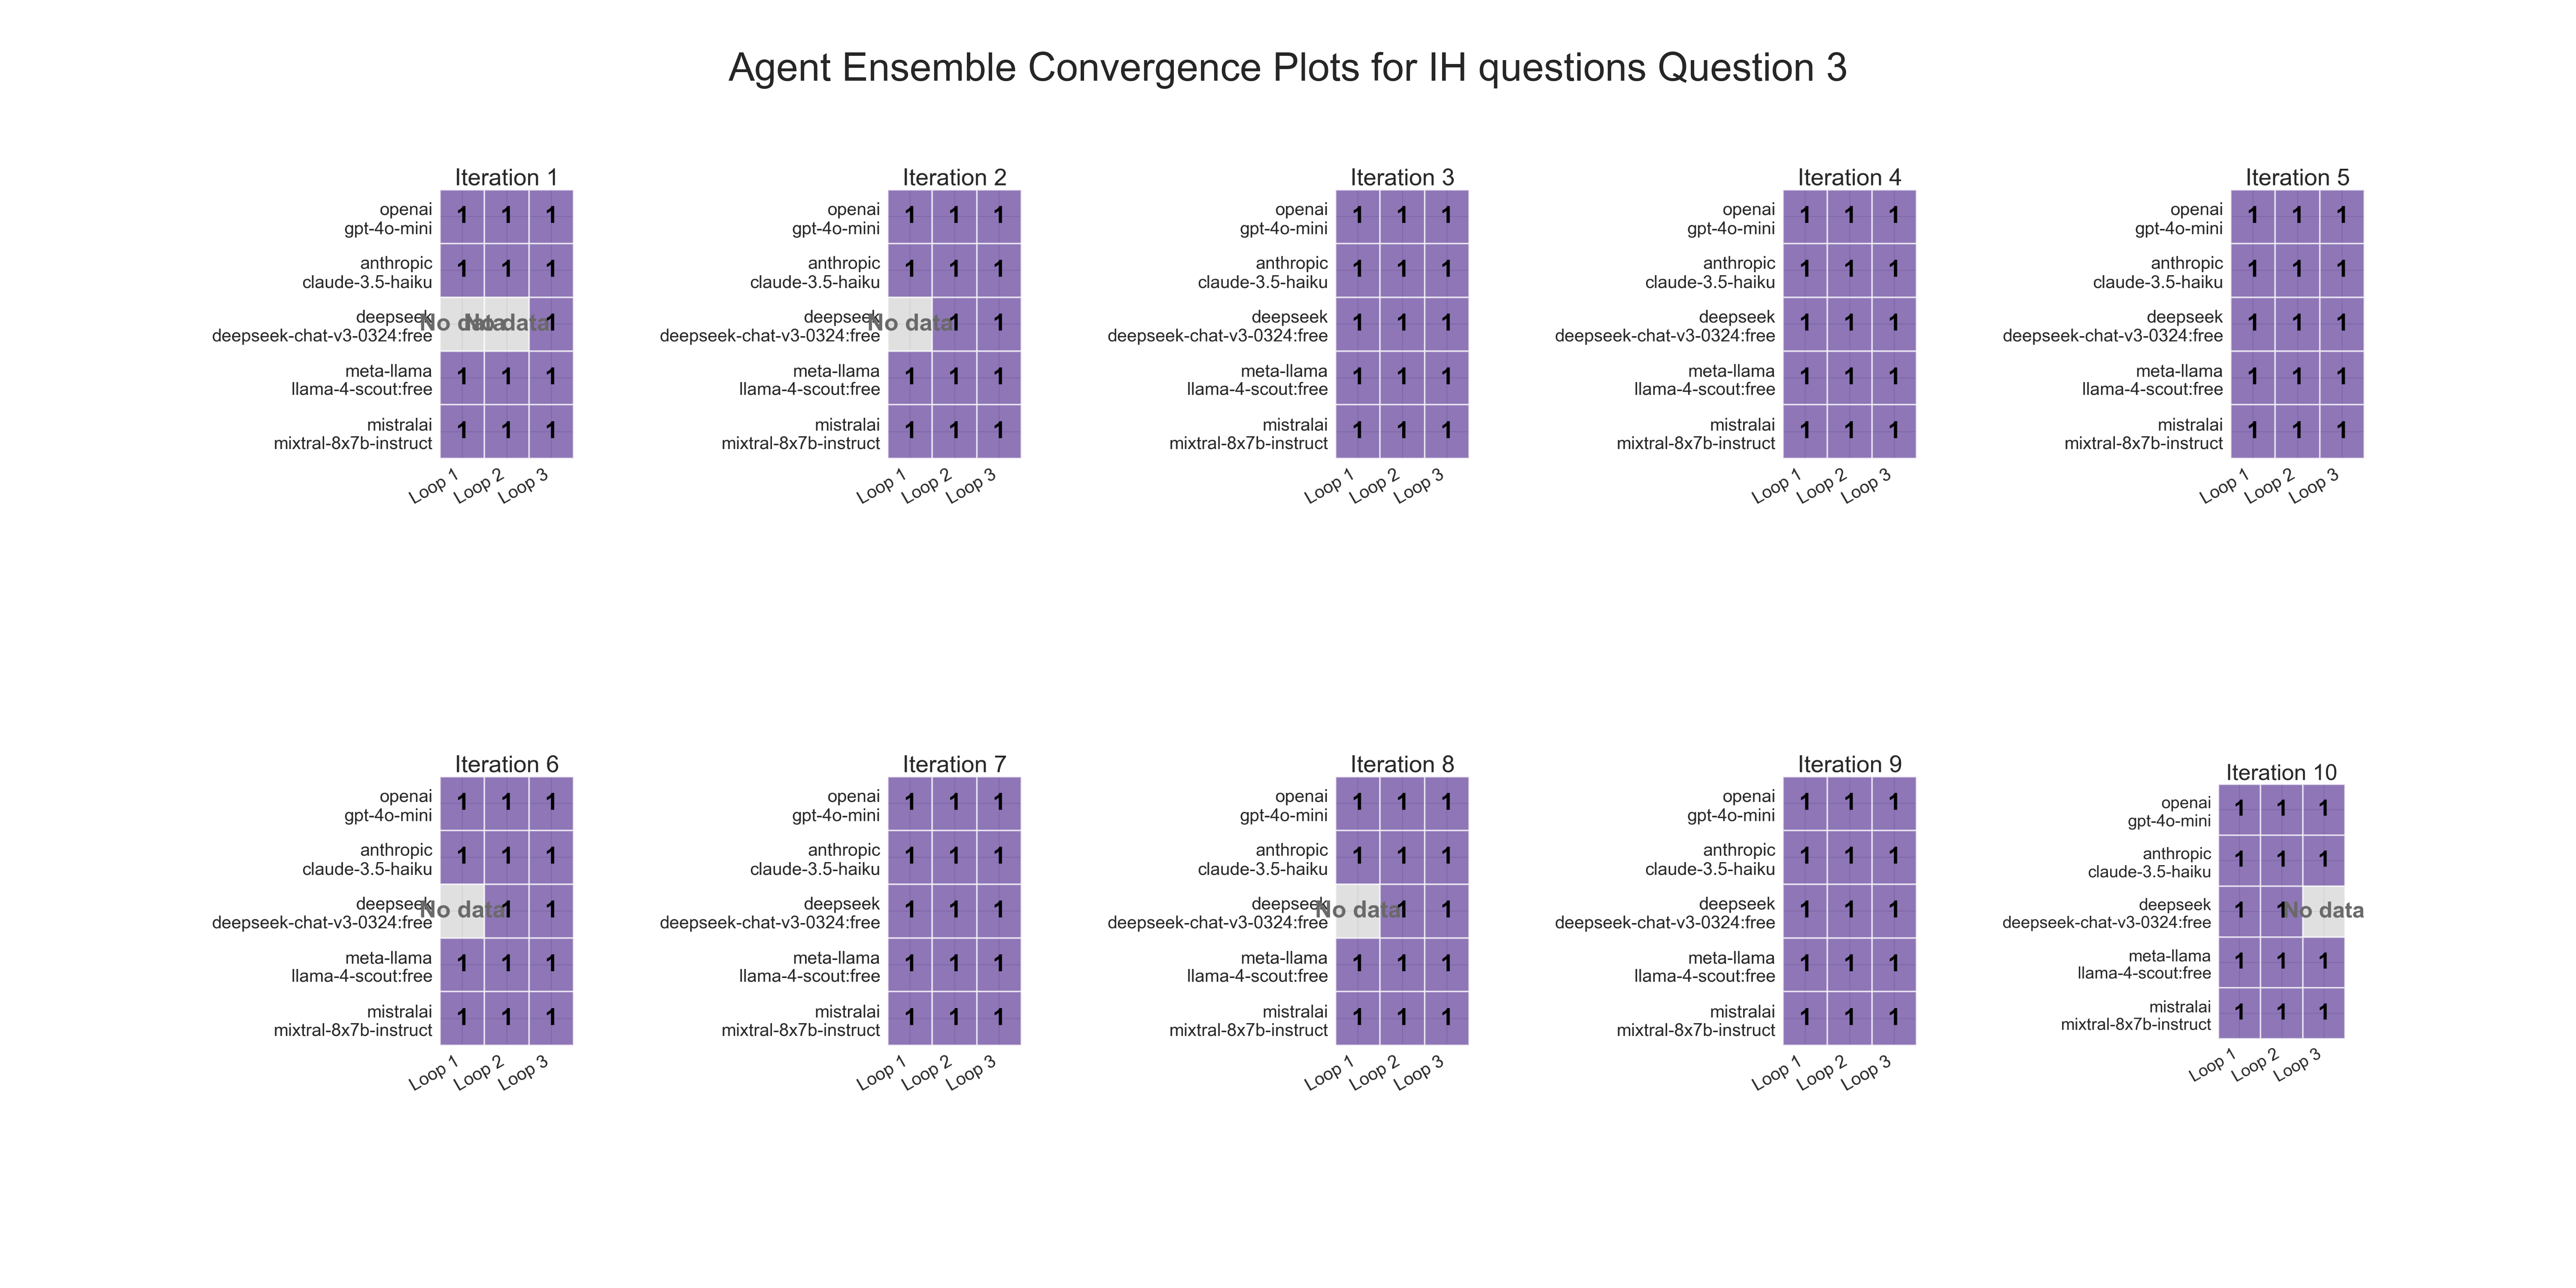 Agent Ensemble Convergence Plots for IH questions Question 3
Iteration 1
openai
gpt-4o-mini
1 1 1
anthropic
claude-3.5-haiku
1 1 1
deepseek
deepseek-chat-v3-0324:free
No data No data 1
meta-llama
llama-4-scout:free
1 1 1
mistralai
mixtral-8x7b-instruct
1 1 1
Loop 1 Loop 2 Loop 3
Iteration 2
openai
gpt-4o-mini
1 1 1
anthropic
claude-3.5-haiku
1 1 1
deepseek
deepseek-chat-v3-0324:free
No data 1 1
meta-llama
llama-4-scout:free
1 1 1
mistralai
mixtral-8x7b-instruct
1 1 1
Loop 1 Loop 2 Loop 3
Iteration 3
openai
gpt-4o-mini
1 1 1
anthropic
claude-3.5-haiku
1 1 1
deepseek
deepseek-chat-v3-0324:free
1 1 1
meta-llama
llama-4-scout:free
1 1 1
mistralai
mixtral-8x7b-instruct
1 1 1
Loop 1 Loop 2 Loop 3
Iteration 4
openai
gpt-4o-mini
1 1 1
anthropic
claude-3.5-haiku
1 1 1
deepseek
deepseek-chat-v3-0324:free
1 1 1
meta-llama
llama-4-scout:free
1 1 1
mistralai
mixtral-8x7b-instruct
1 1 1
Loop 1 Loop 2 Loop 3
Iteration 5
openai
gpt-4o-mini
1 1 1
anthropic
claude-3.5-haiku
1 1 1
deepseek
deepseek-chat-v3-0324:free
1 1 1
meta-llama
llama-4-scout:free
1 1 1
mistralai
mixtral-8x7b-instruct
1 1 1
Loop 1 Loop 2 Loop 3
Iteration 6
openai
gpt-4o-mini
1 1 1
anthropic
claude-3.5-haiku
1 1 1
deepseek
deepseek-chat-v3-0324:free
No data 1 1
meta-llama
llama-4-scout:free
1 1 1
mistralai
mixtral-8x7b-instruct
1 1 1
Loop 1 Loop 2 Loop 3
Iteration 7
openai
gpt-4o-mini
1 1 1
anthropic
claude-3.5-haiku
1 1 1
deepseek
deepseek-chat-v3-0324:free
1 1 1
meta-llama
llama-4-scout:free
1 1 1
mistralai
mixtral-8x7b-instruct
1 1 1
Loop 1 Loop 2 Loop 3
Iteration 8
openai
gpt-4o-mini
1 1 1
anthropic
claude-3.5-haiku
1 1 1
deepseek
deepseek-chat-v3-0324:free
No data 1 1
meta-llama
llama-4-scout:free
1 1 1
mistralai
mixtral-8x7b-instruct
1 1 1
Loop 1 Loop 2 Loop 3
Iteration 9
openai
gpt-4o-mini
1 1 1
anthropic
claude-3.5-haiku
1 1 1
deepseek
deepseek-chat-v3-0324:free
1 1 1
meta-llama
llama-4-scout:free
1 1 1
mistralai
mixtral-8x7b-instruct
1 1 1
Loop 1 Loop 2 Loop 3
Iteration 10
openai
gpt-4o-mini
1 1 1
anthropic
claude-3.5-haiku
1 1 1
deepseek
deepseek-chat-v3-0324:free
1 1 No data
meta-llama
llama-4-scout:free
1 1 1
mistralai
mixtral-8x7b-instruct
1 1 1
Loop 1 Loop 2 Loop 3